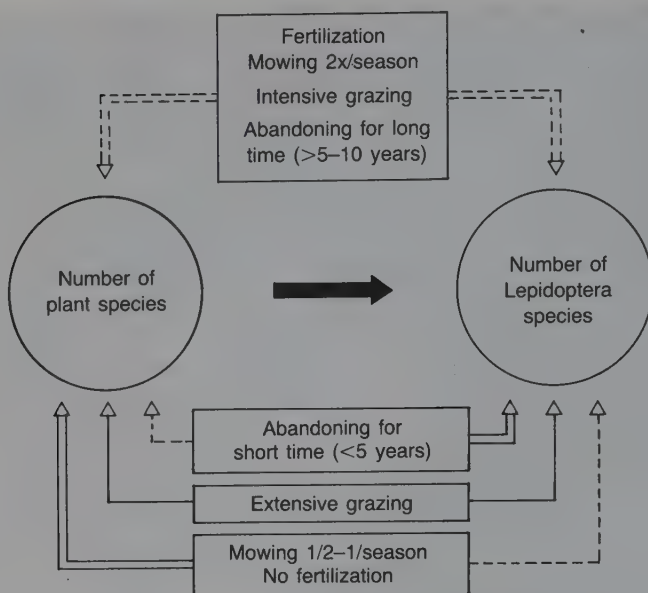 Fertilization
Mowing 2x/season
Intensive grazing
Abandoning for long
time (>5–10 years)
Number of
plant species
Number of
Lepidoptera
species
Abandoning for
short time (<5 years)
Extensive grazing
Mowing 1/2–1/season
No fertilization